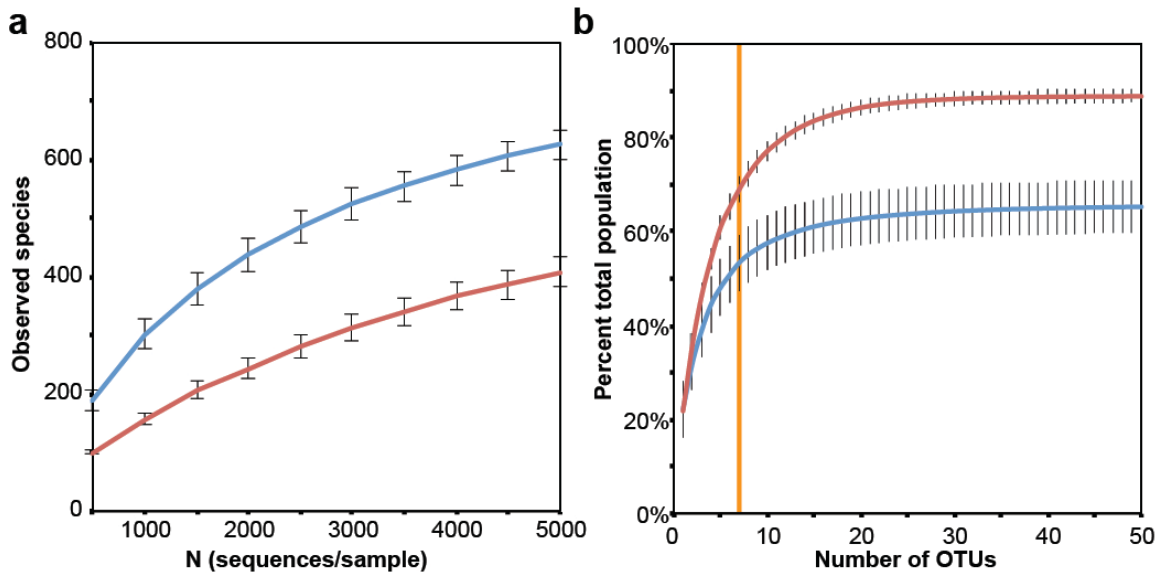 a
800
600
400
200
0
Observed species
1000 2000 3000 4000 5000
N (sequences/sample)
b
100%
80%
60%
40%
20%
0%
Percent total population
0 10 20 30 40 50
Number of OTUs